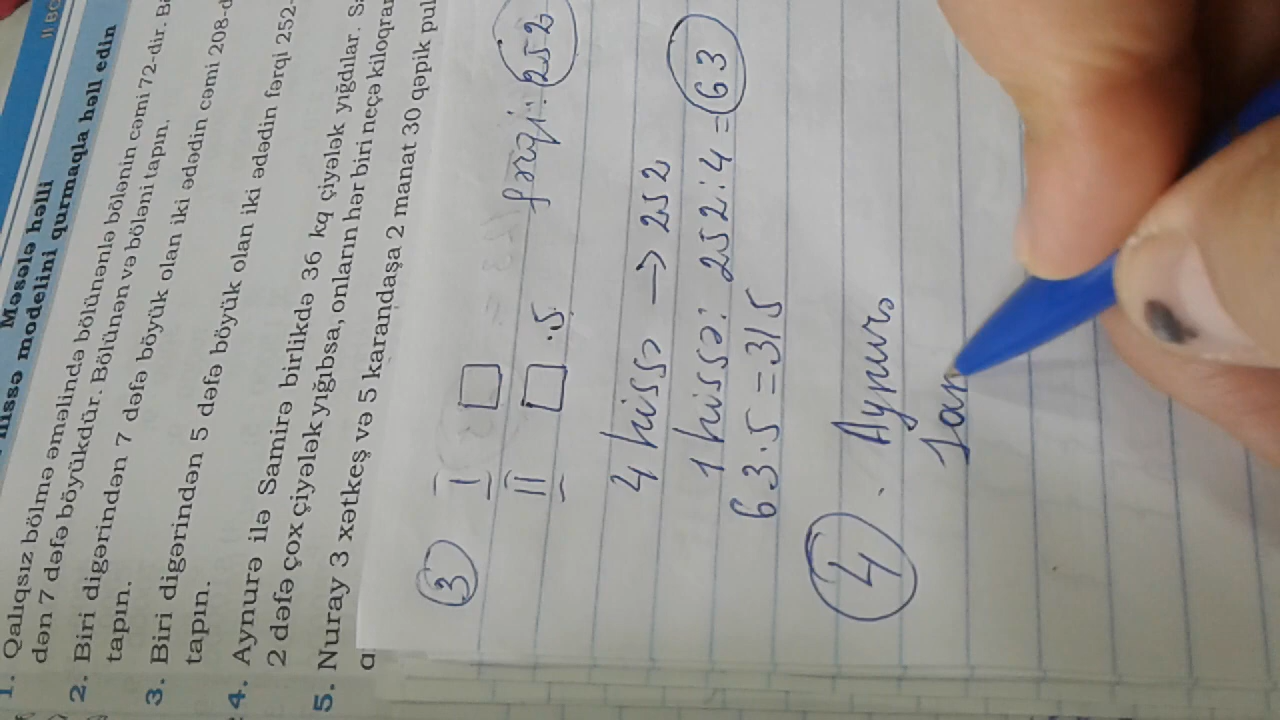 Məsələ həlli
hissə modelini qurmaqla həll edin
1. Qalıqsız bölmə əməlində bölünənlə bölənin cəmi 72-dir.
dən 7 dəfə böyükdür. Bölünən və böləni tapın.
2. Biri digərindən 7 dəfə böyük olan iki ədədin cəmi 208-
tapın.
3. Biri digərindən 5 dəfə böyük olan iki ədədin fərqi 252-
tapın.
4. Aynurə ilə Samirə birlikdə 36 kq çiyələk yığdılar.
2 dəfə çox çiyələk yığıbsa, onların hər biri neçə
5. Nuray 3 xətkeş və 5 karandaşa 2 manat 30 qəpik pul
3 I □
II □ ·5 fərqi: 252
4 hissə → 252
1 hissə: 252:4 = 63
63·5 = 315
4. Aynurə
Sam